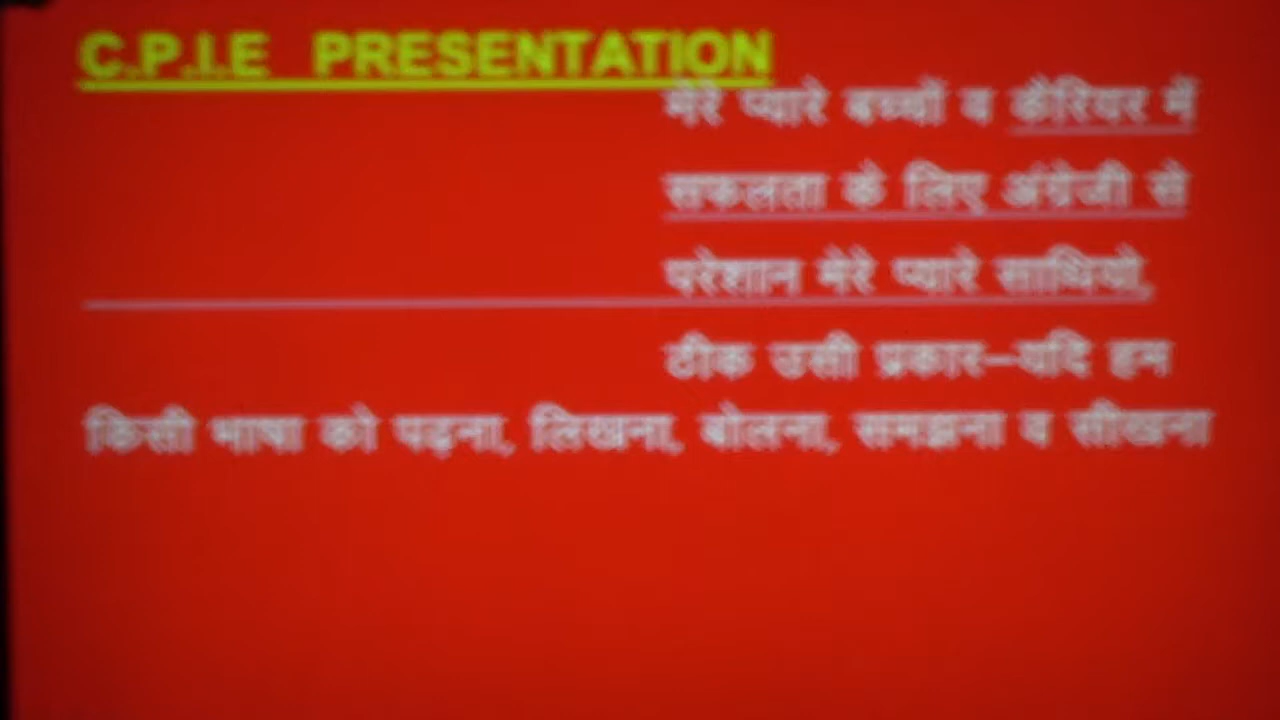 C.P.I.E PRESENTATION
मेरे प्यारे बच्चों व कैरियर में
सफलता के लिए अंग्रेजी से
परेशान मेरे प्यारे साथियो,
ठीक उसी प्रकार–यदि हम
किसी भाषा को पढ़ना, लिखना, बोलना, समझना व सीखना